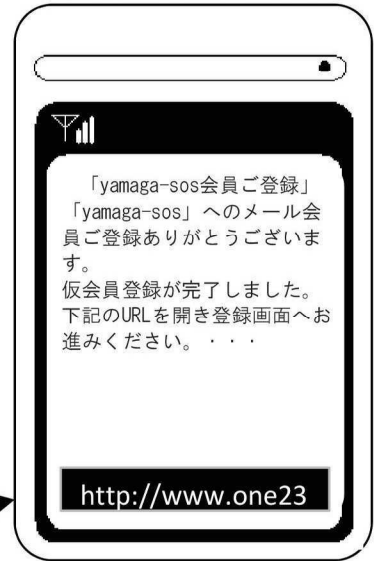 「yamaga-sos会員ご登録」
「yamaga-sos」へのメール会
員ご登録ありがとうございま
す。
仮会員登録が完了しました。
下記のURLを開き登録画面へお
進みください。・・・
http://www.one23